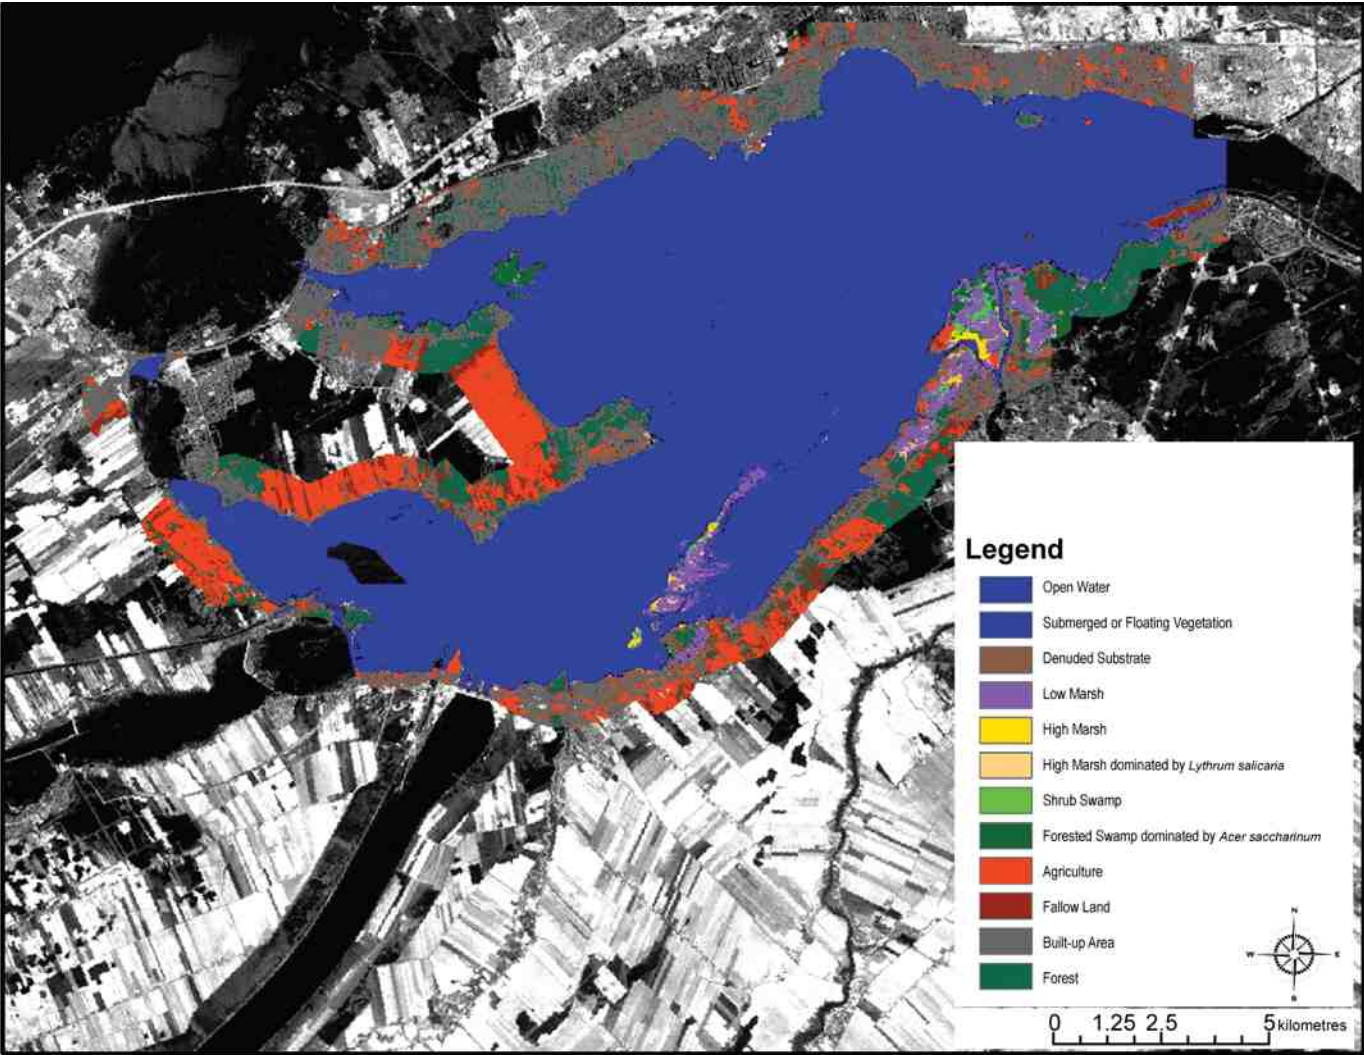 Legend
Open Water
Submerged or Floating Vegetation
Denuded Substrate
Low Marsh
High Marsh
High Marsh dominated by Lythrum salicaria
Shrub Swamp
Forested Swamp dominated by Acer saccharinum
Agriculture
Fallow Land
Built-up Area
Forest
N
W E
S
0 1.25 2.5 5 kilometres